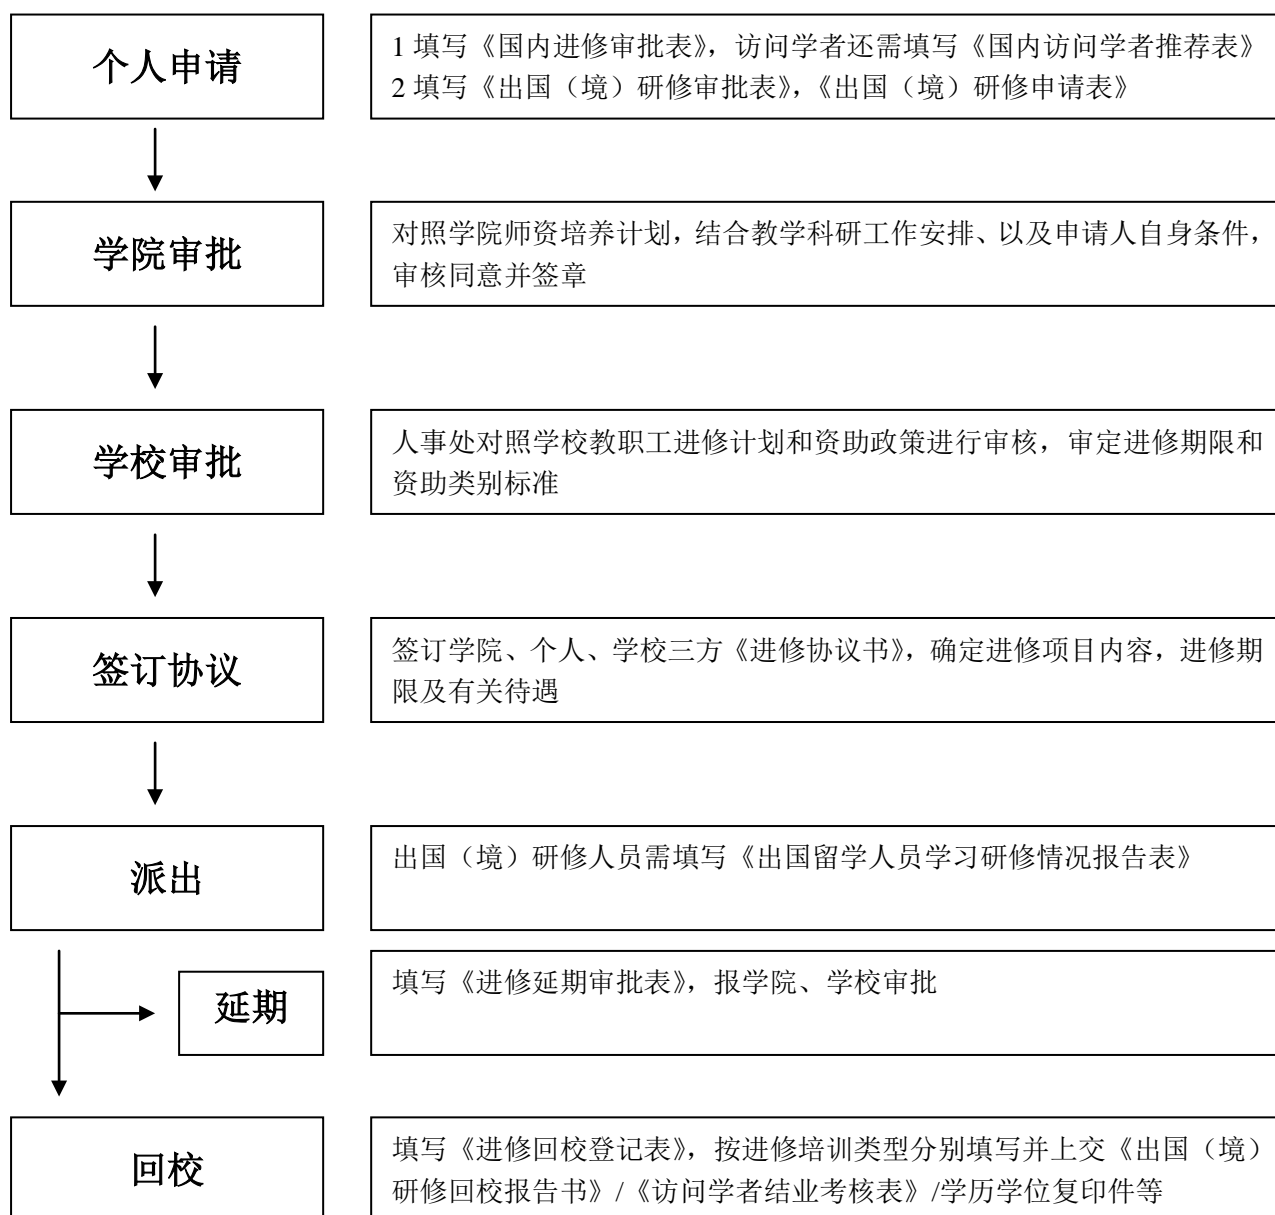 个人申请
1 填写《国内进修审批表》，访问学者还需填写《国内访问学者推荐表》
2 填写《出国（境）研修审批表》，《出国（境）研修申请表》
学院审批
对照学院师资培养计划，结合教学科研工作安排、以及申请人自身条件，
审核同意并签章
学校审批
人事处对照学校教职工进修计划和资助政策进行审核，审定进修期限和
资助类别标准
签订协议
签订学院、个人、学校三方《进修协议书》，确定进修项目内容，进修期
限及有关待遇
派出
出国（境）研修人员需填写《出国留学人员学习研修情况报告表》
延期
填写《进修延期审批表》，报学院、学校审批
回校
填写《进修回校登记表》，按进修培训类型分别填写并上交《出国（境）
研修回校报告书》/《访问学者结业考核表》/学历学位复印件等